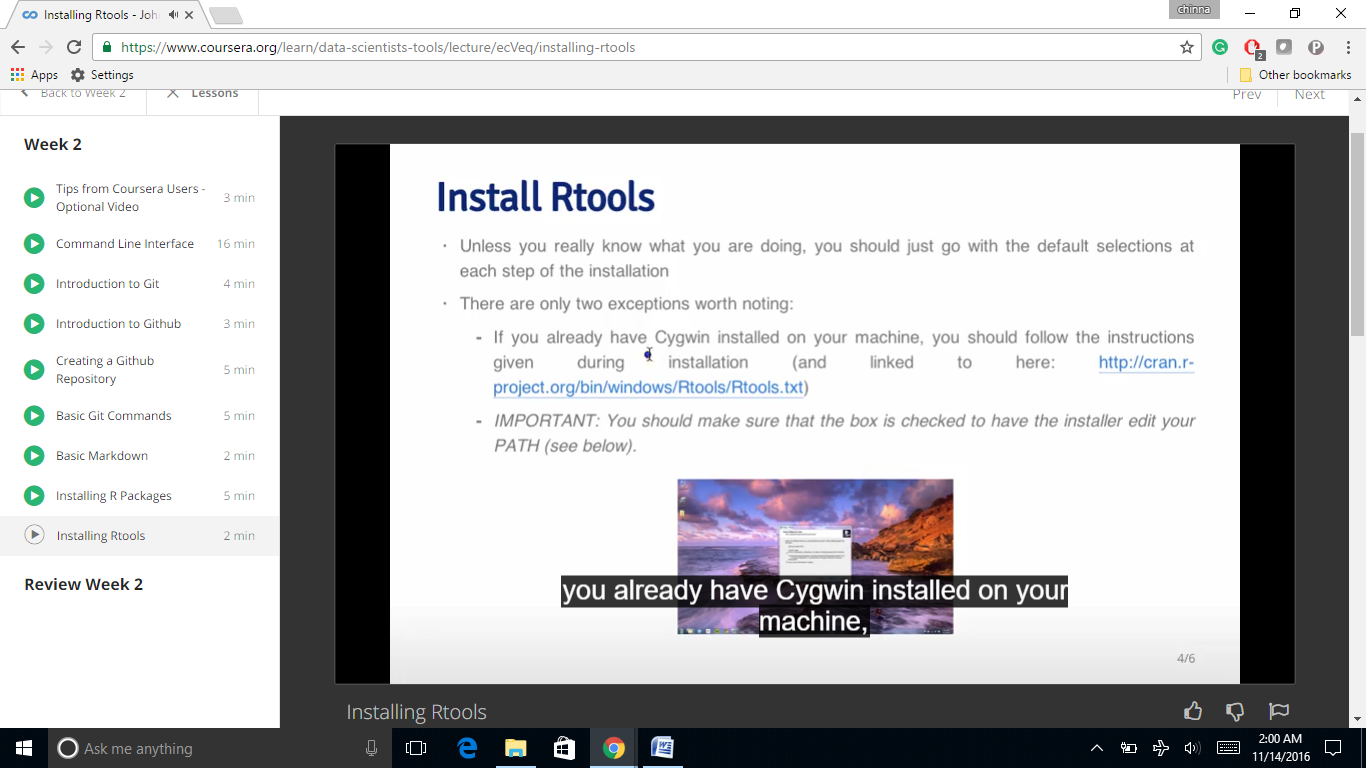 Installing Rtools - Joh
chinna
https://www.coursera.org/learn/data-scientists-tools/lecture/ecVeq/installing-rtools
2
P
Apps
Settings
Other bookmarks
Back to Week 2
Lessons
Prev
Next
Week 2
Tips from Coursera Users -
Optional Video
3 min
Command Line Interface
16 min
Introduction to Git
4 min
Introduction to Github
3 min
Creating a Github
Repository
5 min
Basic Git Commands
5 min
Basic Markdown
2 min
Installing R Packages
5 min
Installing Rtools
2 min
Review Week 2
Install Rtools
· Unless you really know what you are doing, you should just go with the default selections at
each step of the installation
· There are only two exceptions worth noting:
- If you already have Cygwin installed on your machine, you should follow the instructions
given during installation (and linked to here: http://cran.r-
project.org/bin/windows/Rtools/Rtools.txt)
- IMPORTANT: You should make sure that the box is checked to have the installer edit your
PATH (see below).
you already have Cygwin installed on your
machine,
4/6
Installing Rtools
Ask me anything
2:00 AM
11/14/2016